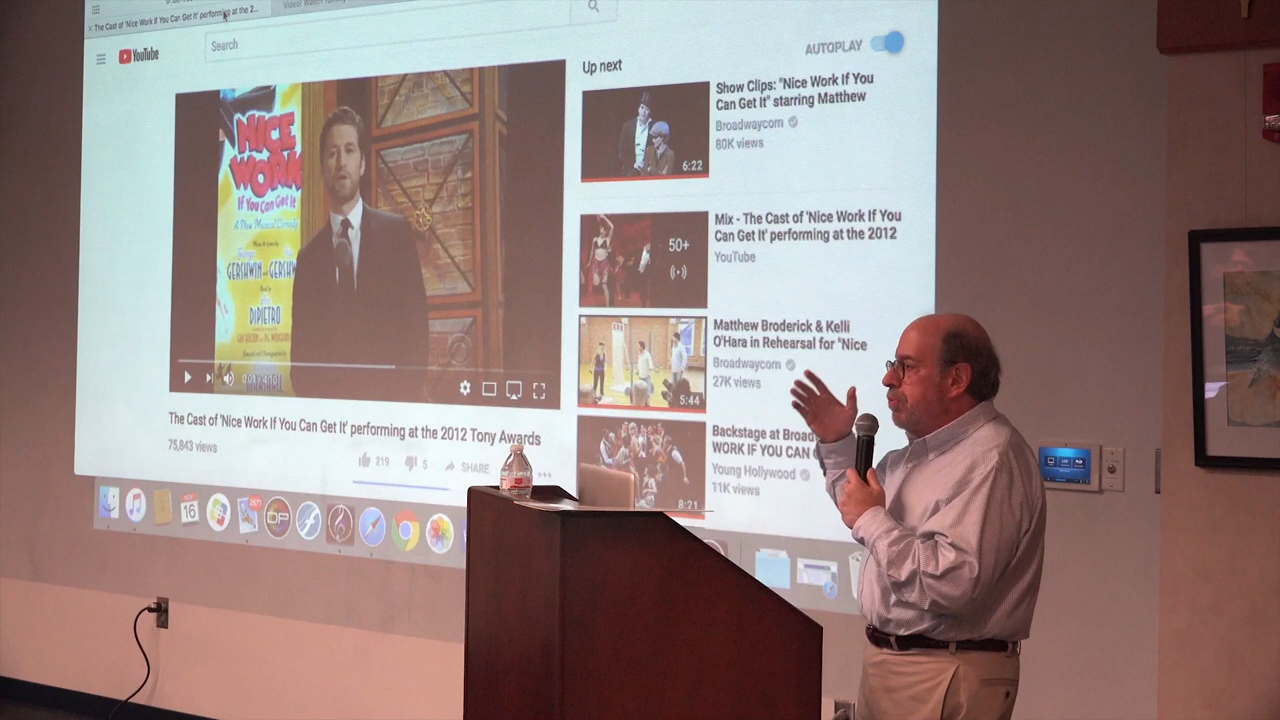 The Cast of 'Nice Work If You Can Get It' performing at the 2...
YouTube
Search
AUTOPLAY
Up next
NICE
WORK
If You Can Get It
A New Musical Comedy
GERSHWIN and
DIPIETRO
The Cast of 'Nice Work If You Can Get It' performing at the 2012 Tony Awards
75,843 views
219
5
SHARE
6:22
Show Clips: "Nice Work If You
Can Get It" starring Matthew
Broadwaycom
80K views
50+
Mix - The Cast of 'Nice Work If You
Can Get It' performing at the 2012
YouTube
5:44
Matthew Broderick & Kelli
O'Hara in Rehearsal for "Nice
Broadwaycom
27K views
8:21
Backstage at
WORK IF YOU CAN
Young Hollywood
11K views
NOV
16
DP